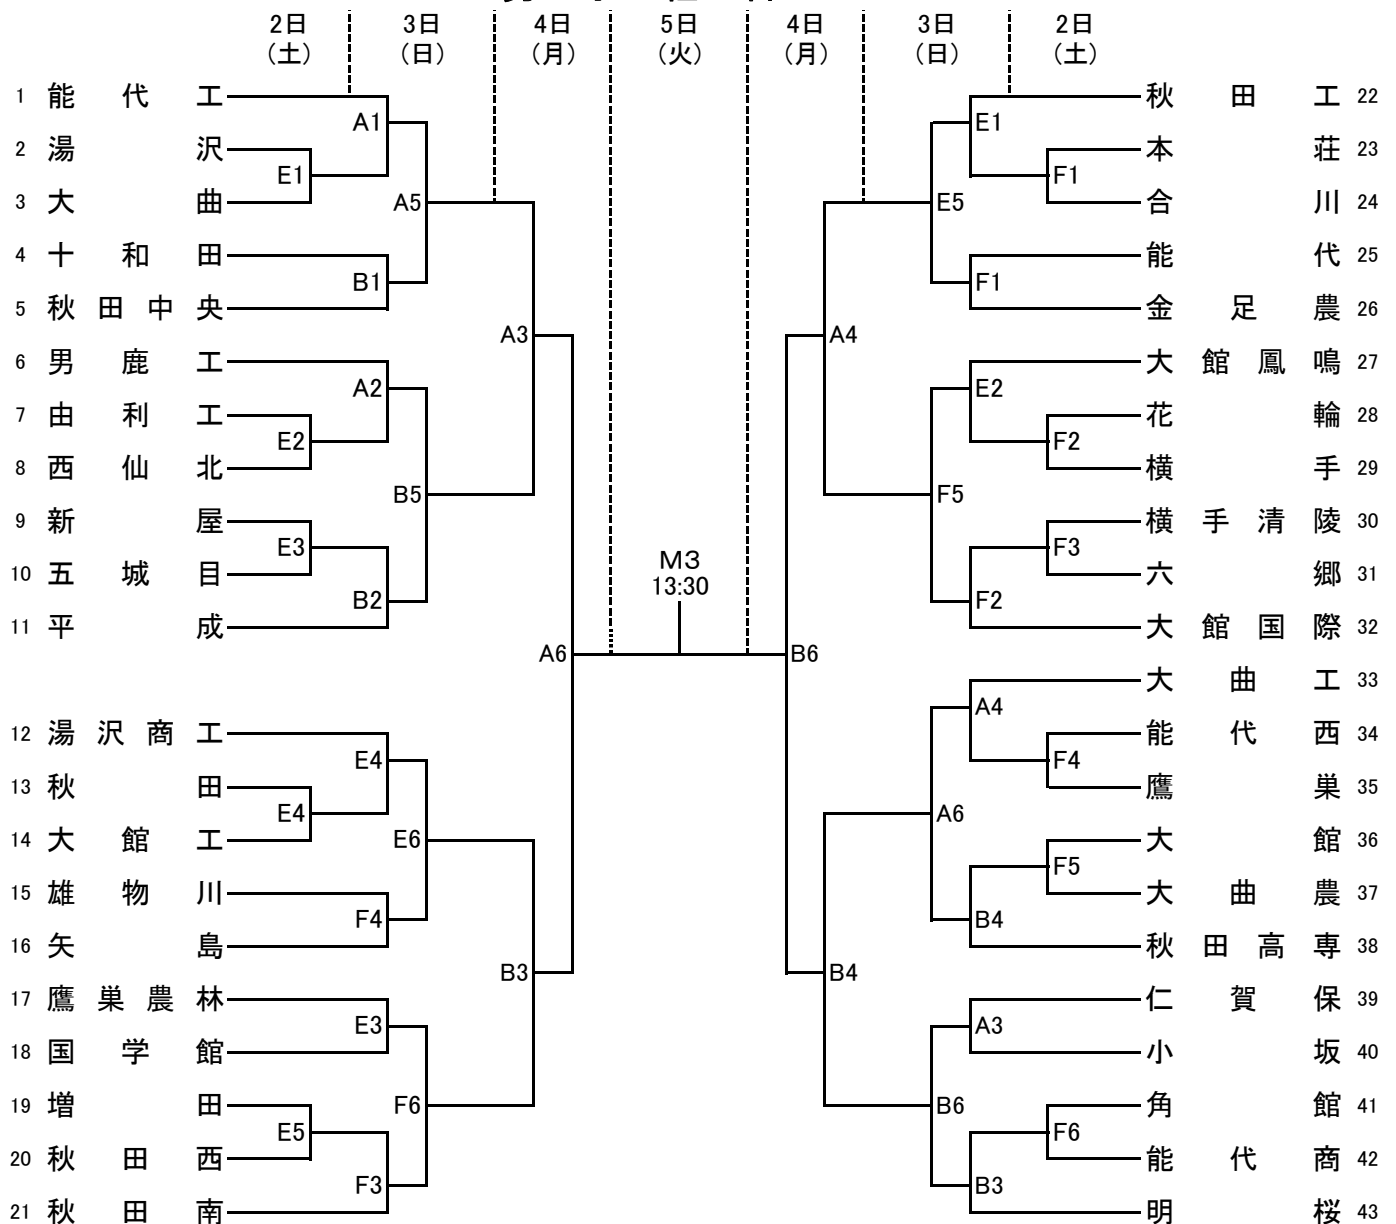 2日 3日 4日 5日 4日 3日 2日
（土） （日） （月） （火） （月） （日） （土）
1 能代工 A1 E1 秋田工 22
2 湯沢 E1 F1 本荘 23
3 大曲 A5 E5 合川 24
4 十和田 B1 F1 能代 25
5 秋田中央 金足農 26
A3 A4
6 男鹿工 A2 E2 大館鳳鳴 27
7 由利工 E2 F2 花輪 28
8 西仙北 横手 29
B5 F5
9 新屋 E3 F3 横手清陵 30
10 五城目 六郷 31
M3
13:30
B2 F2
11 平成 大館国際 32
A6 B6
大曲工 33
A4
12 湯沢商工 E4 F4 能代西 34
13 秋田 E4 鷹巣 35
A6
14 大館工 E6 F5 大館 36
15 雄物川 F4 B4 大曲農 37
16 矢島 秋田高専 38
B3 B4
17 鷹巣農林 E3 A3 仁賀保 39
18 国学館 小坂 40
19 増田 E5 F6 B6 F6 角館 41
20 秋田西 F3 B3 能代商 42
21 秋田南 明桜 43